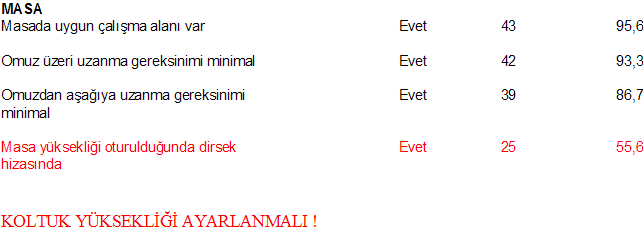 MASA
Masada uygun çalışma alanı var Evet 43 95,6
Omuz üzeri uzanma gereksinimi minimal Evet 42 93,3
Omuzdan aşağıya uzanma gereksinimi Evet 39 86,7
minimal
Masa yüksekliği oturulduğunda dirsek Evet 25 55,6
hizasında
KOLTUK YÜKSEKLİĞİ AYARLANMALI !